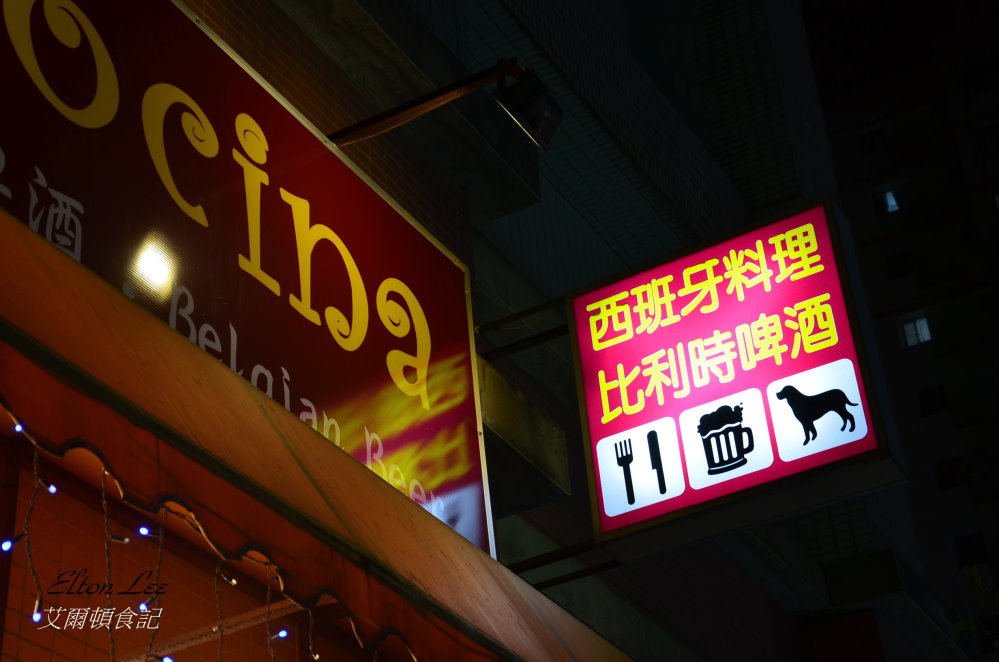 ocina
酒
Belgian Beer
西班牙料理
比利時啤酒
Elton Lee
艾爾頓食記